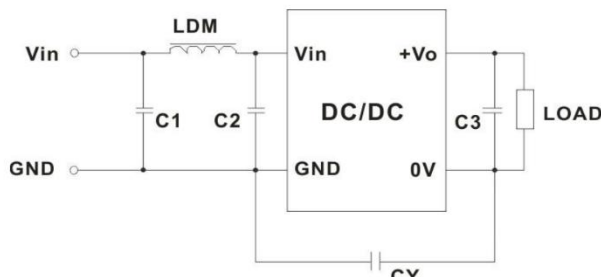 LDM
Vin
Vin
+Vo
C1
C2
DC/DC
C3
LOAD
GND
GND
0V
CY